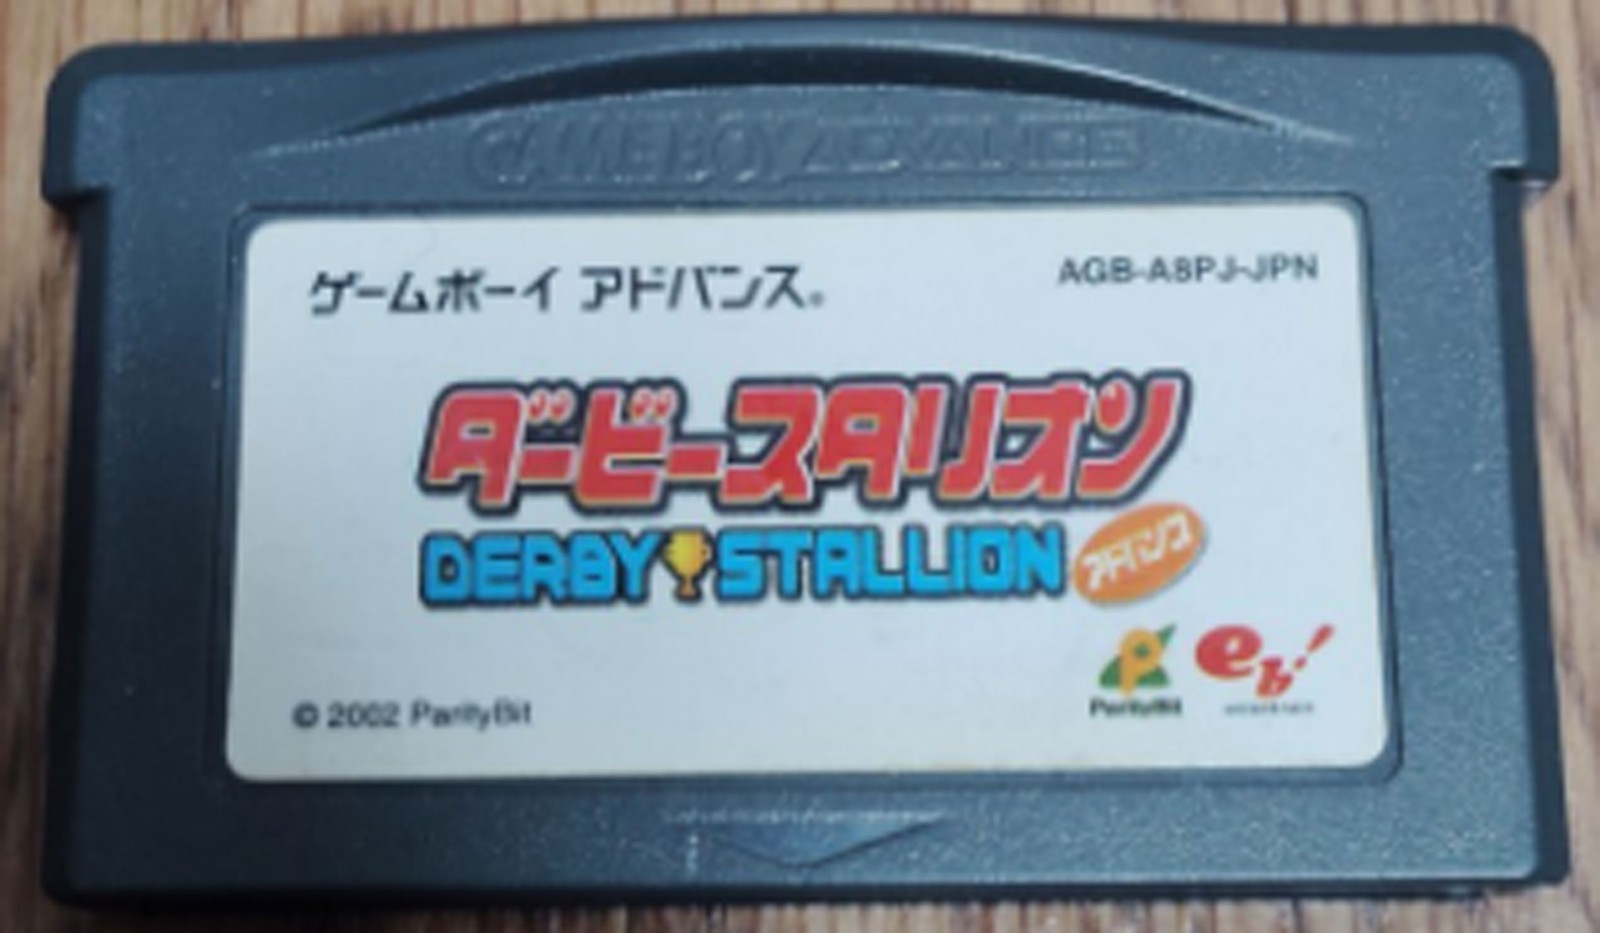 GAME BOY ADVANCE
ゲームボーイ アドバンス®
AGB-A8PJ-JPN
ダービースタリオン
DERBY STALLION アドバンス
© 2002 ParityBit
ParityBit
eb!